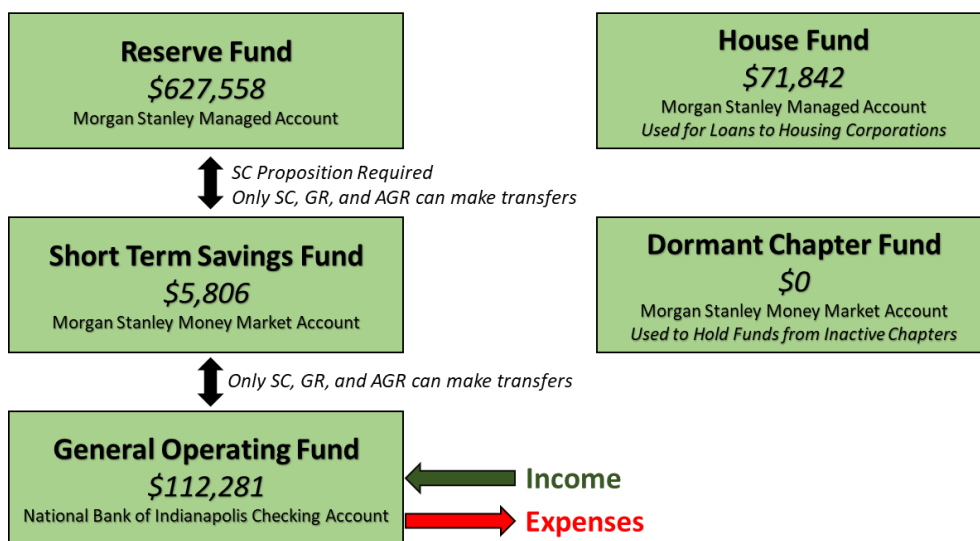 Reserve Fund
$627,558
Morgan Stanley Managed Account
House Fund
$71,842
Morgan Stanley Managed Account
Used for Loans to Housing Corporations
SC Proposition Required
Only SC, GR, and AGR can make transfers
Short Term Savings Fund
$5,806
Morgan Stanley Money Market Account
Dormant Chapter Fund
$0
Morgan Stanley Money Market Account
Used to Hold Funds from Inactive Chapters
Only SC, GR, and AGR can make transfers
General Operating Fund
$112,281
National Bank of Indianapolis Checking Account
Income
Expenses